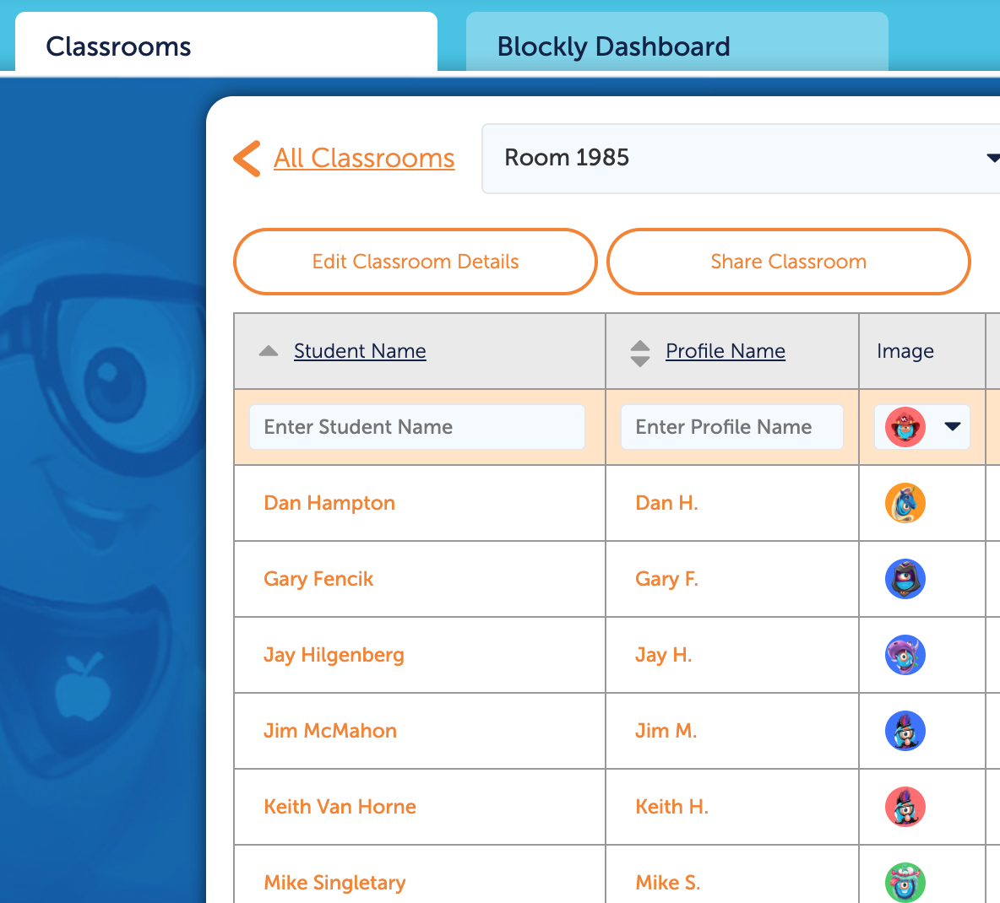 Classrooms
Blockly Dashboard
All Classrooms
Room 1985
Edit Classroom Details
Share Classroom
Student Name
Profile Name
Image
Enter Student Name
Enter Profile Name
Dan Hampton
Dan H.
Gary Fencik
Gary F.
Jay Hilgenberg
Jay H.
Jim McMahon
Jim M.
Keith Van Horne
Keith H.
Mike Singletary
Mike S.